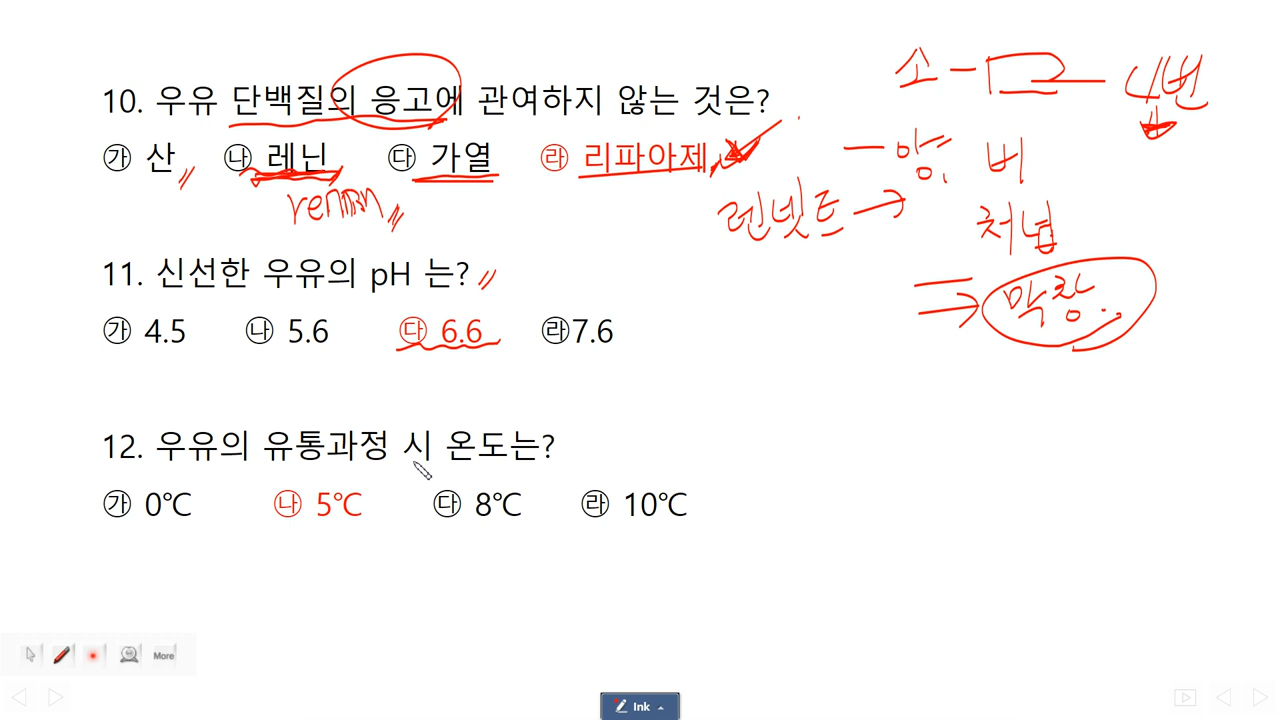 10. 우유 단백질의 응고에 관여하지 않는 것은?
㉮ 산 ㉯ 레닌 ㉰ 가열 ㉱ 리파아제
rennin
11. 신선한 우유의 pH 는?
㉮ 4.5 ㉯ 5.6 ㉰ 6.6 ㉱7.6
12. 우유의 유통과정 시 온도는?
㉮ 0℃ ㉯ 5℃ ㉰ 8℃ ㉱ 10℃
소 - 4번
양
렌넷트 →
처녑
⇒ 막창
More
Ink